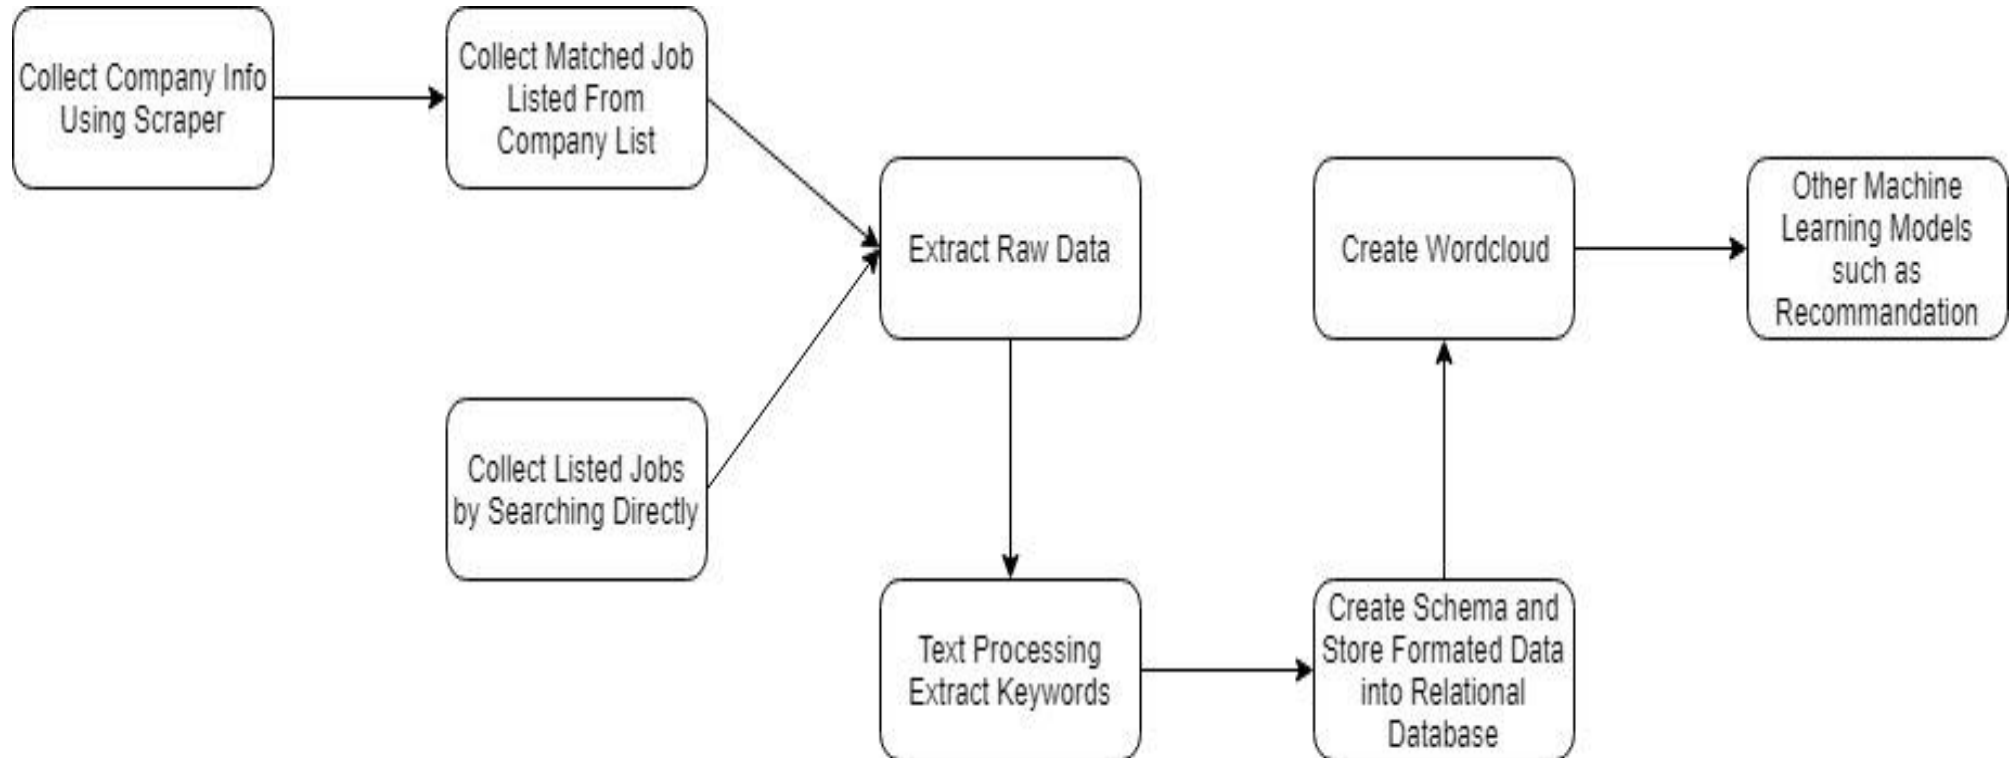 Collect Company Info
Using Scraper
Collect Matched Job
Listed From
Company List
Collect Listed Jobs
by Searching Directly
Extract Raw Data
Text Processing
Extract Keywords
Create Schema and
Store Formated Data
into Relational
Database
Create Wordcloud
Other Machine
Learning Models
such as
Recommandation